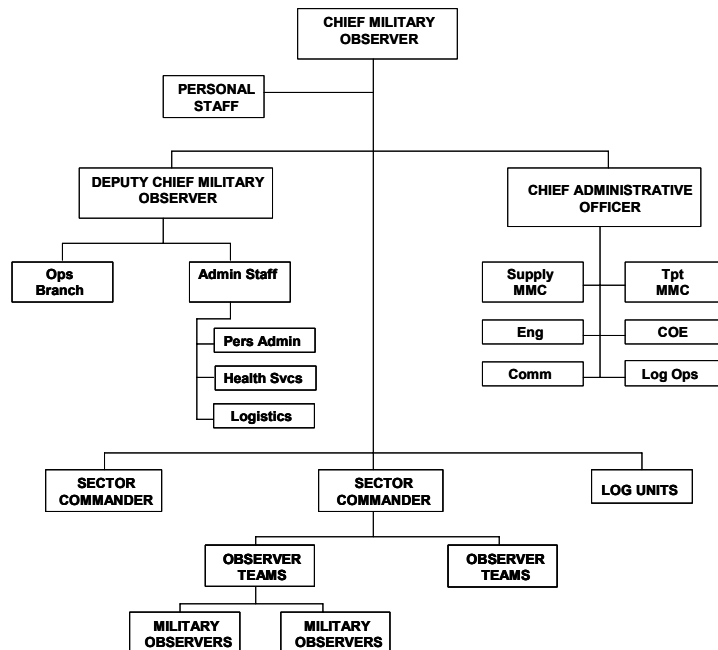 CHIEF MILITARY
OBSERVER
PERSONAL
STAFF
DEPUTY CHIEF MILITARY
OBSERVER
CHIEF ADMINISTRATIVE
OFFICER
Ops
Branch
Admin Staff
Supply
MMC
Tpt
MMC
Pers Admin
Eng
COE
Health Svcs
Comm
Log Ops
Logistics
SECTOR
COMMANDER
SECTOR
COMMANDER
LOG UNITS
OBSERVER
TEAMS
OBSERVER
TEAMS
MILITARY
OBSERVERS
MILITARY
OBSERVERS